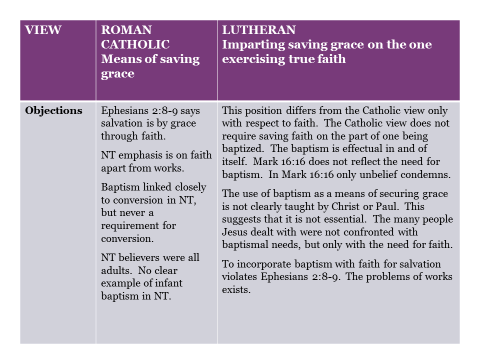 VIEW
ROMAN
CATHOLIC
Means of saving
grace
LUTHERAN
Imparting saving grace on the one
exercising true faith
Objections
Ephesians 2:8-9 says
salvation is by grace
through faith.
NT emphasis is on faith
apart from works.
Baptism linked closely
to conversion in NT,
but never a
requirement for
conversion.
NT believers were all
adults.  No clear
example of infant
baptism in NT.
This position differs from the Catholic view only
with respect to faith.  The Catholic view does not
require saving faith on the part of one being
baptized.  The baptism is effectual in and of
itself.  Mark 16:16 does not reflect the need for
baptism.  In Mark 16:16 only unbelief condemns.
The use of baptism as a means of securing grace
is not clearly taught by Christ or Paul.  This
suggests that it is not essential.  The many people
Jesus dealt with were not confronted with
baptismal needs, but only with the need for faith.
To incorporate baptism with faith for salvation
violates Ephesians 2:8-9.  The problems of works
exists.